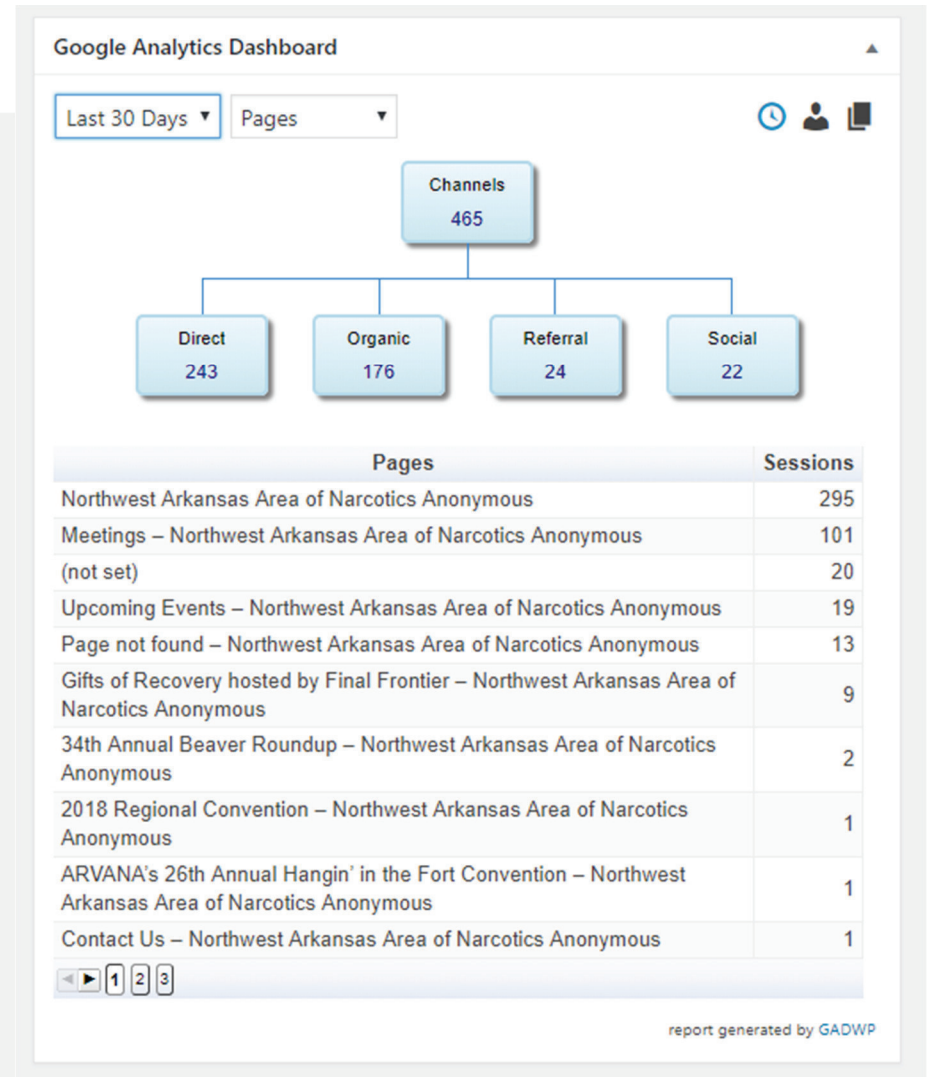 Google Analytics Dashboard
Last 30 Days
Pages
Channels
465
Direct
243
Organic
176
Referral
24
Social
22
Pages Sessions
Northwest Arkansas Area of Narcotics Anonymous 295
Meetings – Northwest Arkansas Area of Narcotics Anonymous 101
(not set) 20
Upcoming Events – Northwest Arkansas Area of Narcotics Anonymous 19
Page not found – Northwest Arkansas Area of Narcotics Anonymous 13
Gifts of Recovery hosted by Final Frontier – Northwest Arkansas Area of
Narcotics Anonymous 9
34th Annual Beaver Roundup – Northwest Arkansas Area of Narcotics
Anonymous 2
2018 Regional Convention – Northwest Arkansas Area of Narcotics
Anonymous 1
ARVANA's 26th Annual Hangin' in the Fort Convention – Northwest
Arkansas Area of Narcotics Anonymous 1
Contact Us – Northwest Arkansas Area of Narcotics Anonymous 1
1 2 3
report generated by GADWP